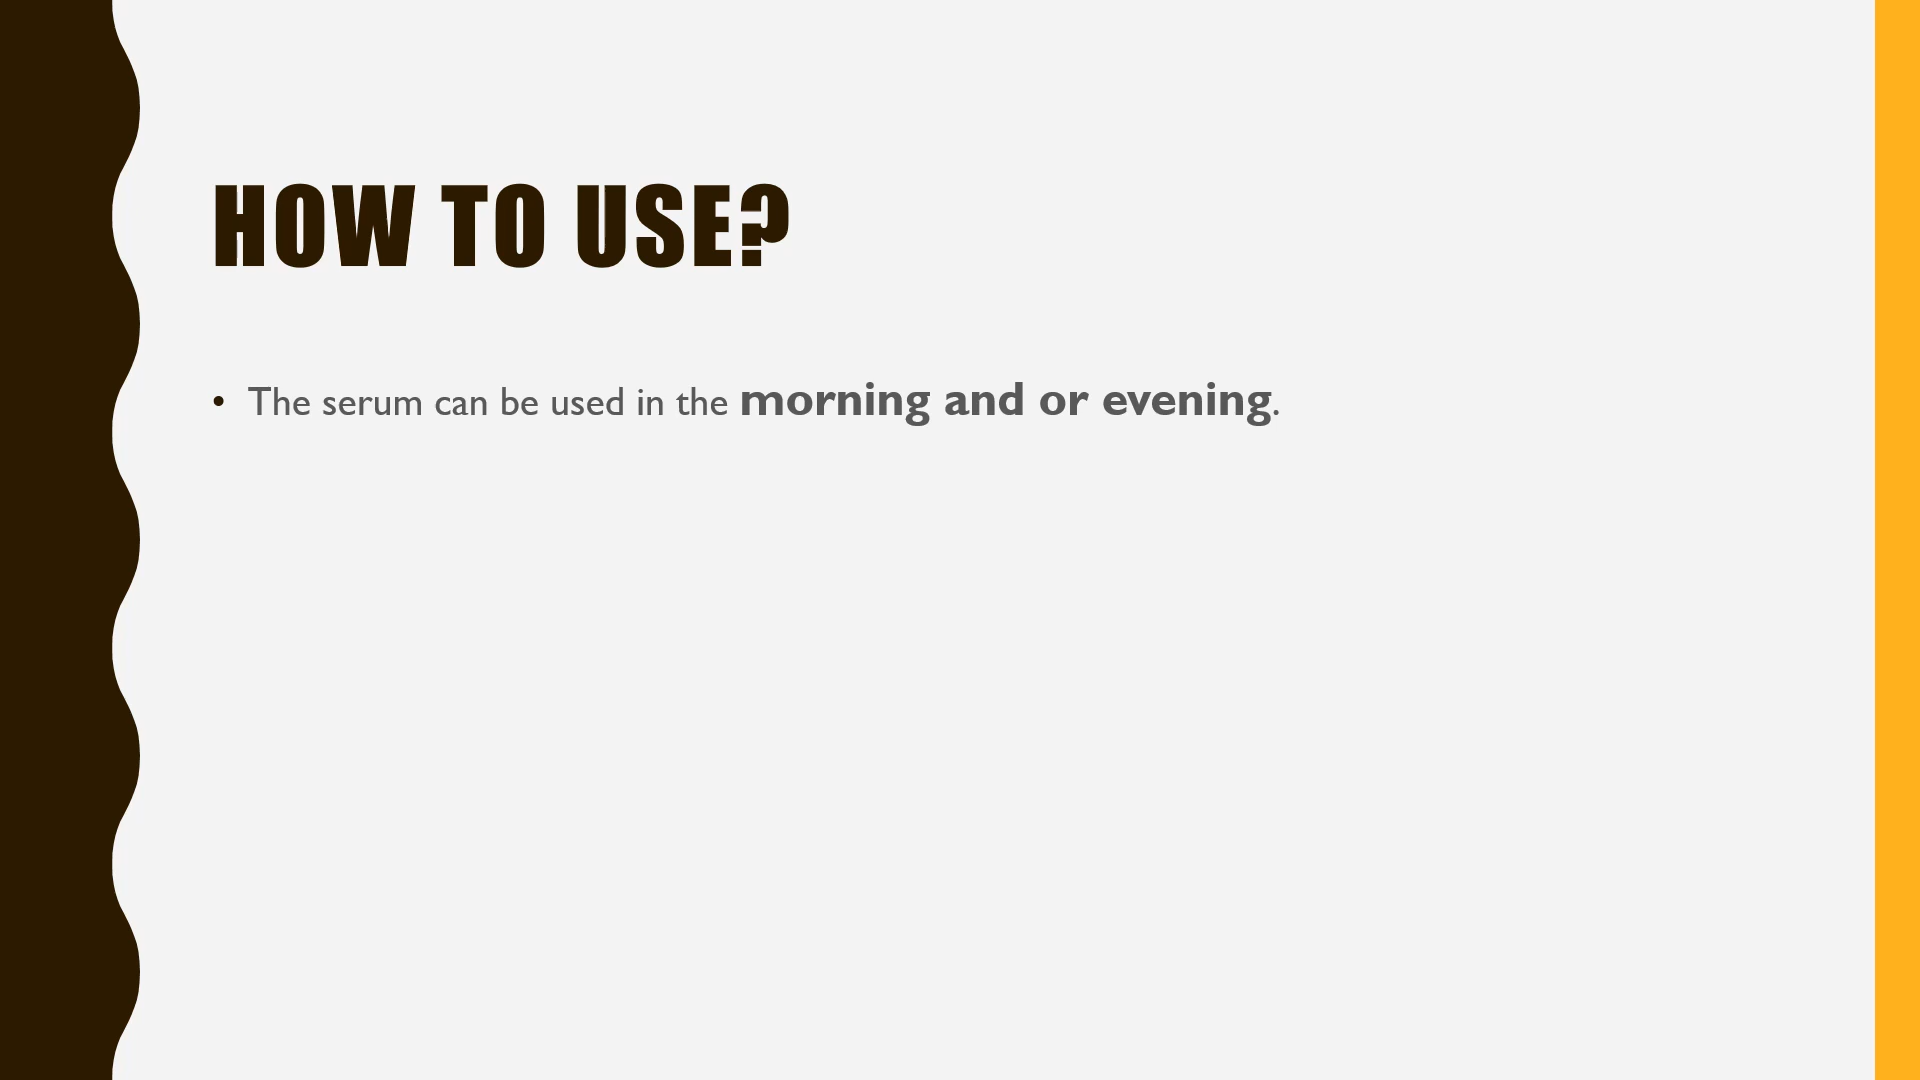 HOW TO USE?
• The serum can be used in the morning and or evening.